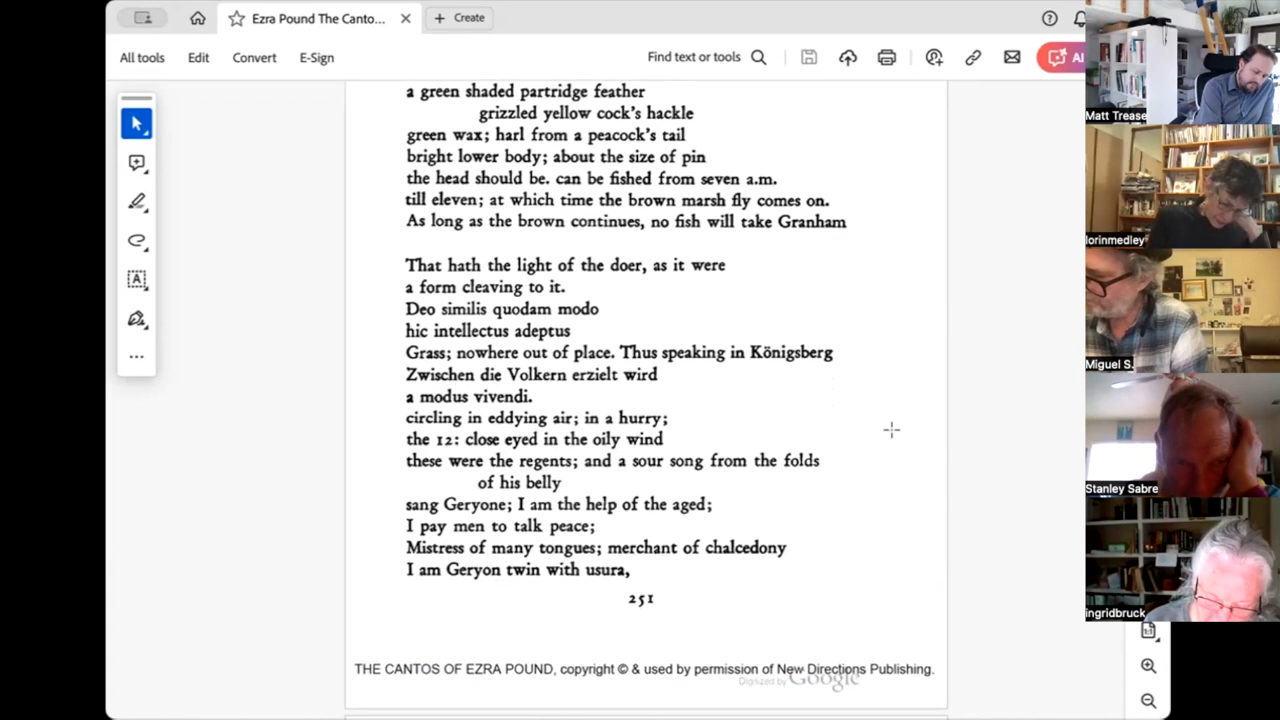 Ezra Pound The Canto...
Create
All tools
Edit
Convert
E-Sign
Find text or tools
AI
a green shaded partridge feather
grizzled yellow cock's hackle
green wax; harl from a peacock's tail
bright lower body; about the size of pin
the head should be. can be fished from seven a.m.
till eleven; at which time the brown marsh fly comes on.
As long as the brown continues, no fish will take Granham
That hath the light of the doer, as it were
a form cleaving to it.
Deo similis quodam modo
hic intellectus adeptus
Grass; nowhere out of place. Thus speaking in Königsberg
Zwischen die Volkern erzielt wird
a modus vivendi.
circling in eddying air; in a hurry;
the 12: close eyed in the oily wind
these were the regents; and a sour song from the folds
of his belly
sang Geryone; I am the help of the aged;
I pay men to talk peace;
Mistress of many tongues; merchant of chalcedony
I am Geryon twin with usura,
251
THE CANTOS OF EZRA POUND, copyright © & used by permission of New Directions Publishing.
Digitized by Google
Matt Trease
lorinmedley
Miguel S.
Stanley Sabre
ingridbruck